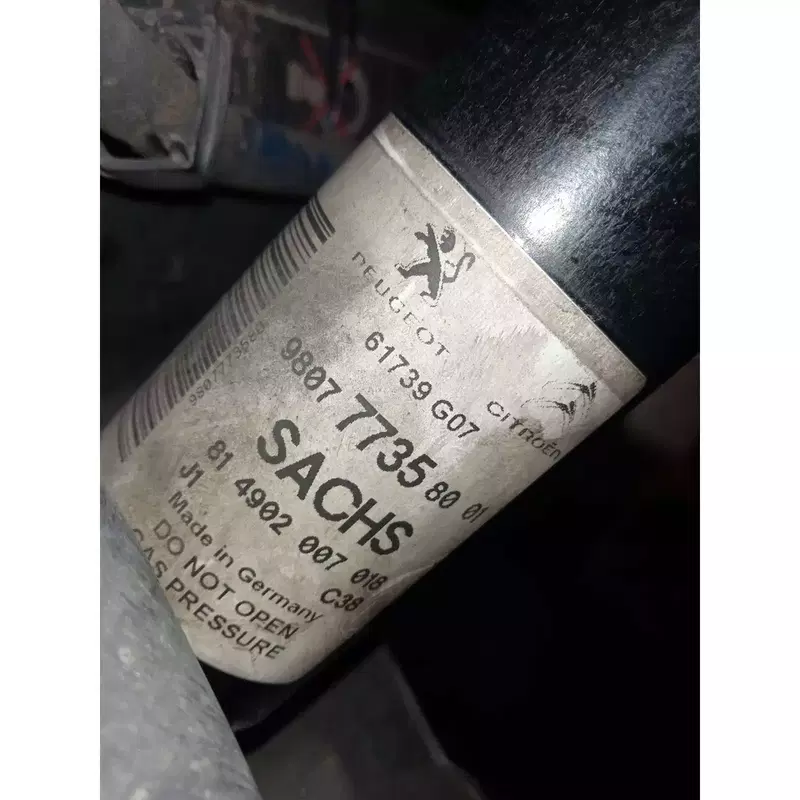 PEUGEOT
CITROËN
61739 G07
9807 7735 80 01
SACHS
81 4902 007 018
J1 C38
Made in Germany
DO NOT OPEN
GAS PRESSURE